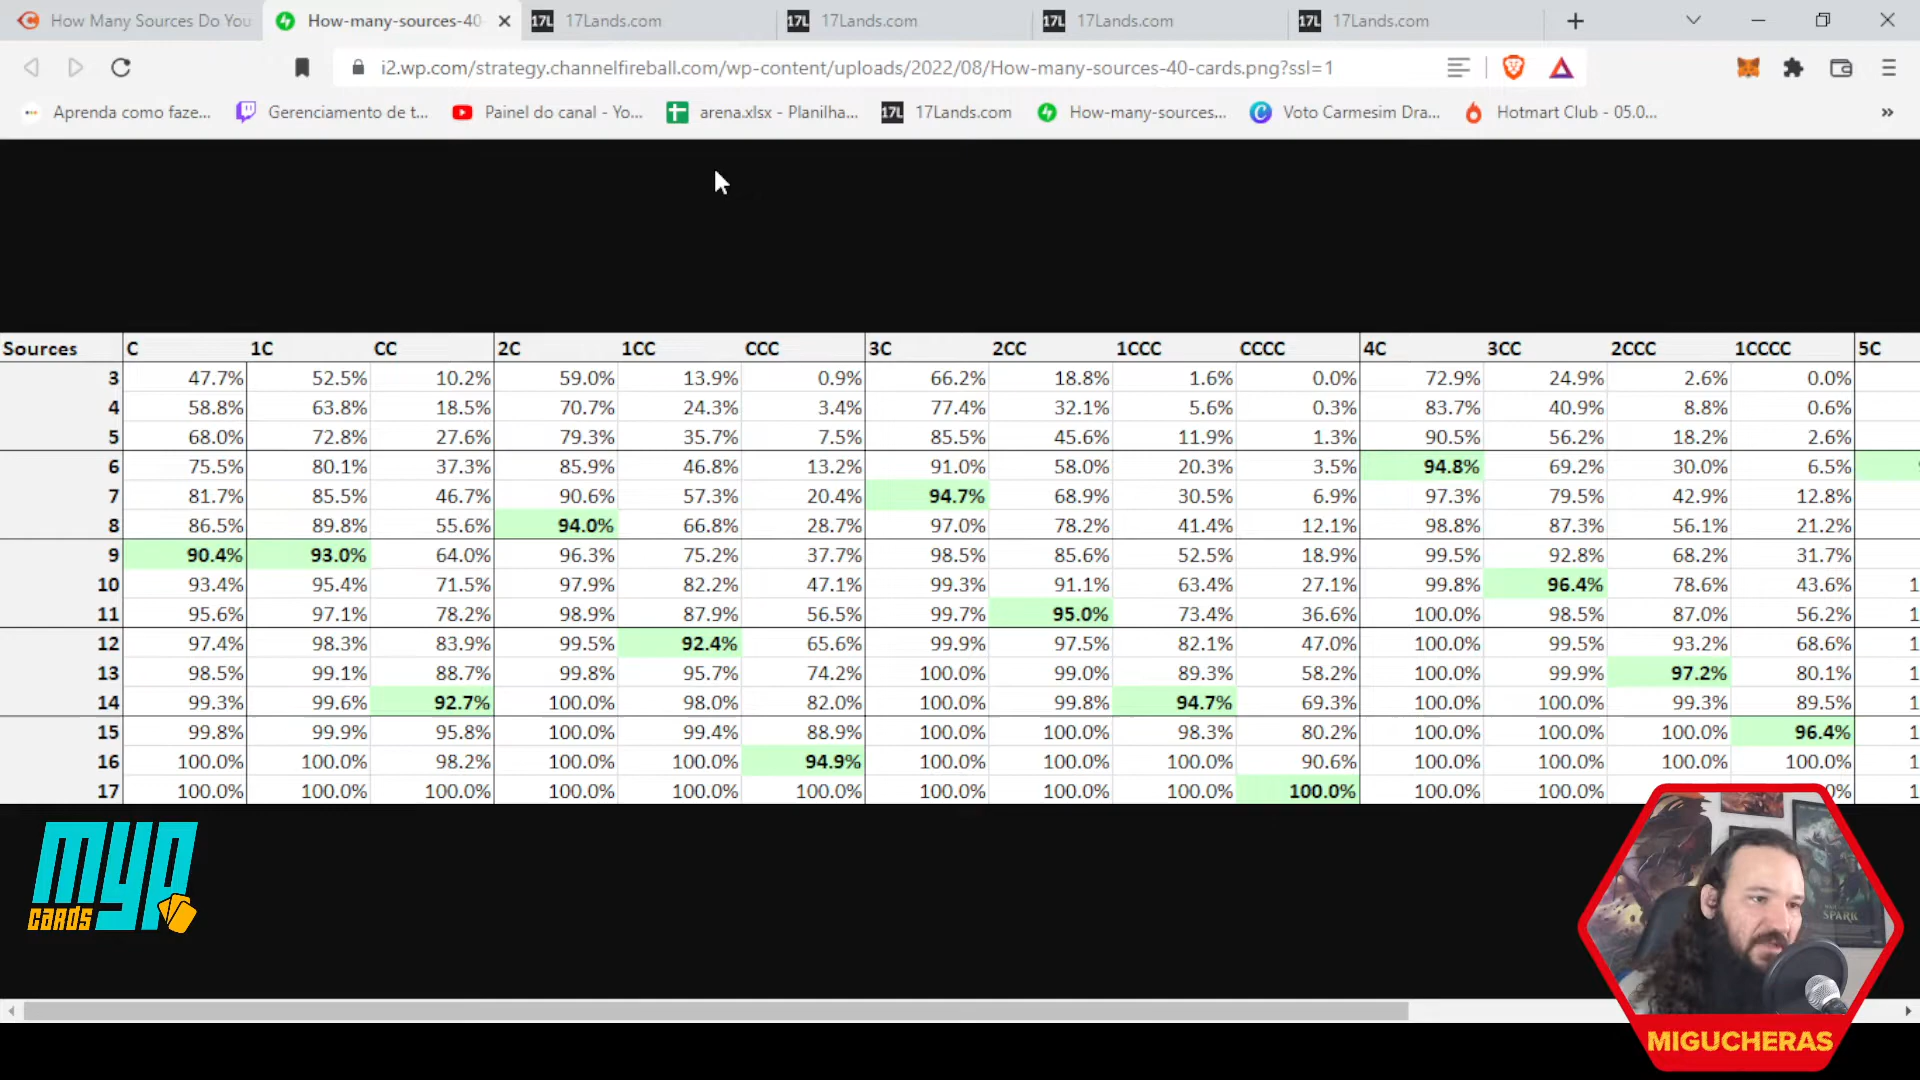 How Many Sources Do You
How-many-sources-40-
17L 17Lands.com
17L 17Lands.com
17L 17Lands.com
17L 17Lands.com
i2.wp.com/strategy.channelfireball.com/wp-content/uploads/2022/08/How-many-sources-40-cards.png?ssl=1
Aprenda como faze...
Gerenciamento de t...
Painel do canal - Yo...
arena.xlsx - Planilha...
17L 17Lands.com
How-many-sources...
Voto Carmesim Dra...
Hotmart Club - 05.0...
Sources C 1C CC 2C 1CC CCC 3C 2CC 1CCC CCCC 4C 3CC 2CCC 1CCCC 5C
3 47.7% 52.5% 10.2% 59.0% 13.9% 0.9% 66.2% 18.8% 1.6% 0.0% 72.9% 24.9% 2.6% 0.0%
4 58.8% 63.8% 18.5% 70.7% 24.3% 3.4% 77.4% 32.1% 5.6% 0.3% 83.7% 40.9% 8.8% 0.6%
5 68.0% 72.8% 27.6% 79.3% 35.7% 7.5% 85.5% 45.6% 11.9% 1.3% 90.5% 56.2% 18.2% 2.6%
6 75.5% 80.1% 37.3% 85.9% 46.8% 13.2% 91.0% 58.0% 20.3% 3.5% 94.8% 69.2% 30.0% 6.5%
7 81.7% 85.5% 46.7% 90.6% 57.3% 20.4% 94.7% 68.9% 30.5% 6.9% 97.3% 79.5% 42.9% 12.8%
8 86.5% 89.8% 55.6% 94.0% 66.8% 28.7% 97.0% 78.2% 41.4% 12.1% 98.8% 87.3% 56.1% 21.2%
9 90.4% 93.0% 64.0% 96.3% 75.2% 37.7% 98.5% 85.6% 52.5% 18.9% 99.5% 92.8% 68.2% 31.7%
10 93.4% 95.4% 71.5% 97.9% 82.2% 47.1% 99.3% 91.1% 63.4% 27.1% 99.8% 96.4% 78.6% 43.6% 1
11 95.6% 97.1% 78.2% 98.9% 87.9% 56.5% 99.7% 95.0% 73.4% 36.6% 100.0% 98.5% 87.0% 56.2% 1
12 97.4% 98.3% 83.9% 99.5% 92.4% 65.6% 99.9% 97.5% 82.1% 47.0% 100.0% 99.5% 93.2% 68.6% 1
13 98.5% 99.1% 88.7% 99.8% 95.7% 74.2% 100.0% 99.0% 89.3% 58.2% 100.0% 99.9% 97.2% 80.1% 1
14 99.3% 99.6% 92.7% 100.0% 98.0% 82.0% 100.0% 99.8% 94.7% 69.3% 100.0% 100.0% 99.3% 89.5% 1
15 99.8% 99.9% 95.8% 100.0% 99.4% 88.9% 100.0% 100.0% 98.3% 80.2% 100.0% 100.0% 100.0% 96.4% 1
16 100.0% 100.0% 98.2% 100.0% 100.0% 94.9% 100.0% 100.0% 100.0% 90.6% 100.0% 100.0% 100.0% 100.0% 1
17 100.0% 100.0% 100.0% 100.0% 100.0% 100.0% 100.0% 100.0% 100.0% 100.0% 100.0% 100.0% 0%
myp
cards
SPARK
MIGUCHERAS